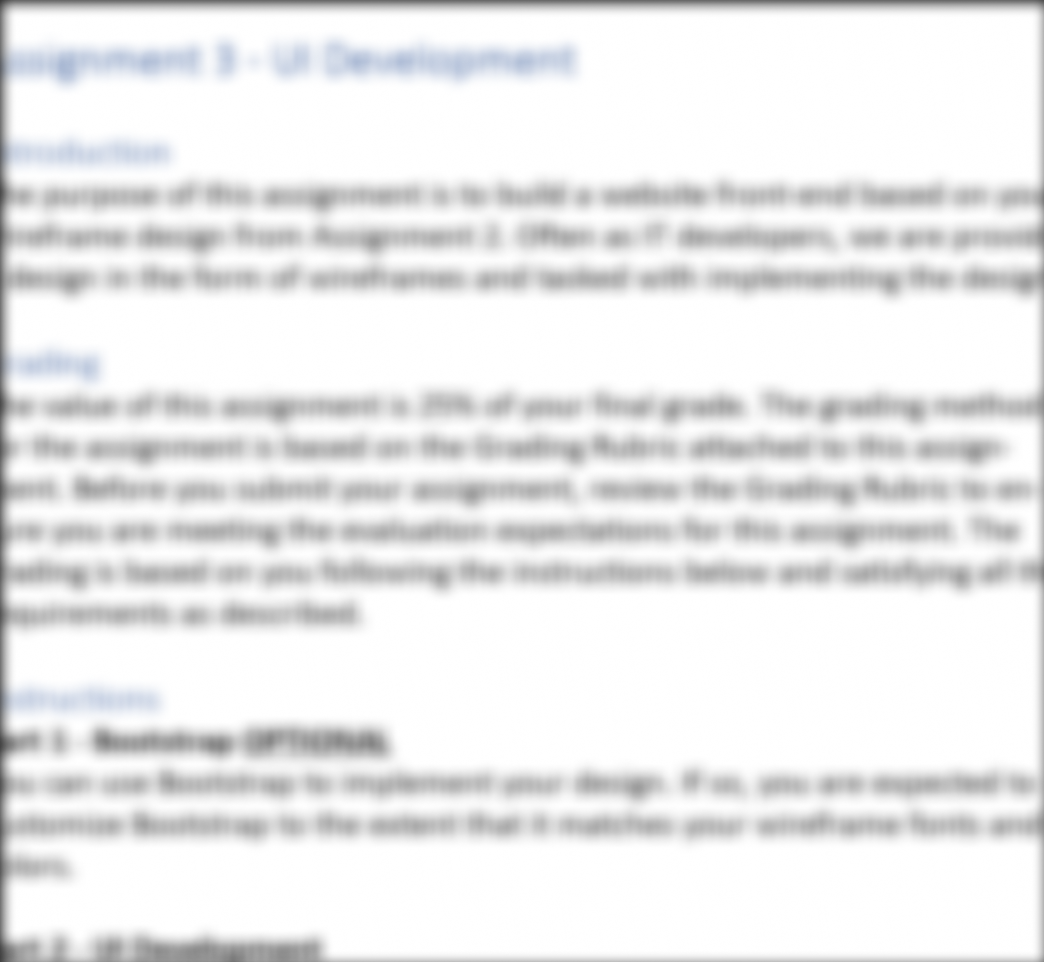 ssignment 3 - UI Development
troduction
he purpose of this assignment is to build a website front-end based on you
ireframe design from Assignment 2. Often as IT developers, we are provid
design in the form of wireframes and tasked with implementing the design
rading
he value of this assignment is 25% of your final grade. The grading method
r the assignment is based on the Grading Rubric attached to this assign-
ent. Before you submit your assignment, review the Grading Rubric to en-
ure you are meeting the evaluation expectations for this assignment. The
ading is based on you following the instructions below and satisfying all th
quirements as described.
structions
art 1 - Bootstrap OPTIONAL
ou can use Bootstrap to implement your design. If so, you are expected to
ustomize Bootstrap to the extent that it matches your wireframe fonts and
olors.
art 2 - UI Development